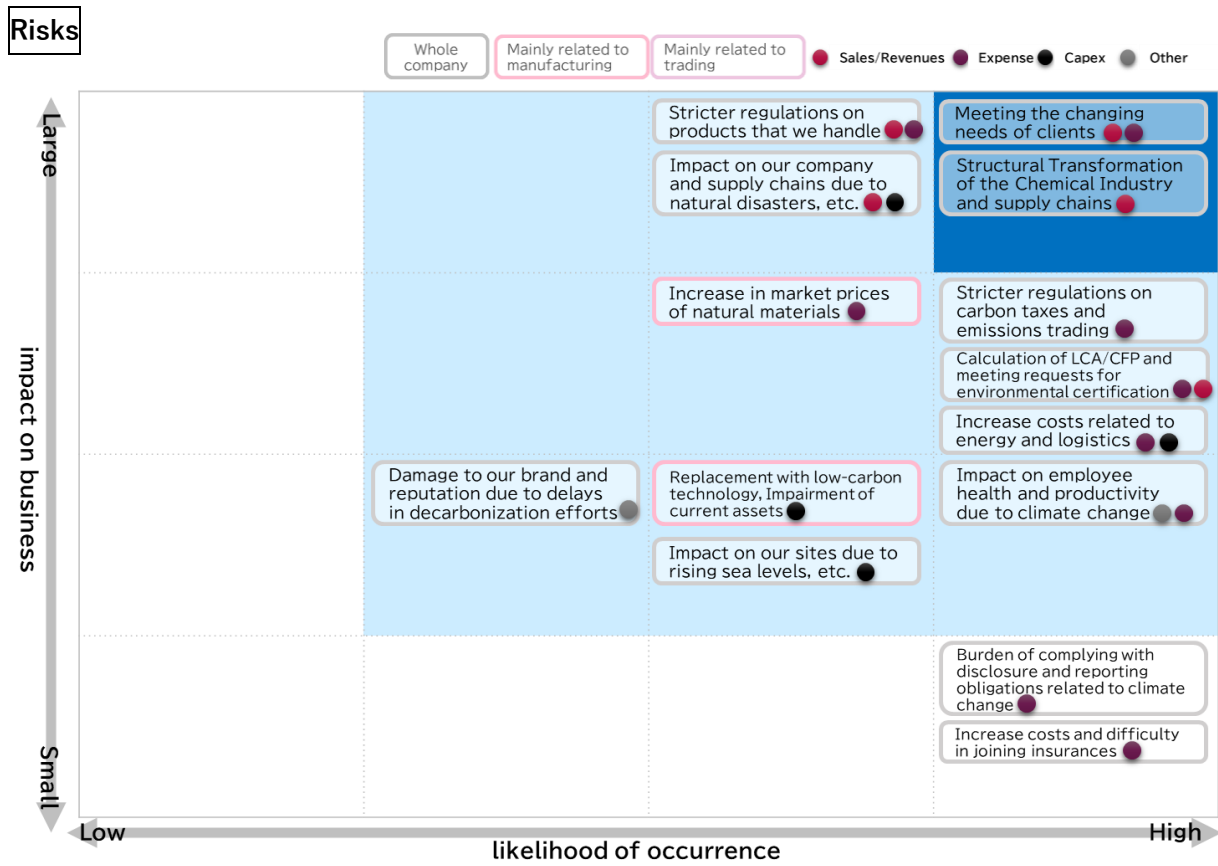 Risks
Whole
company
Mainly related to
manufacturing
Mainly related to
trading
Sales/Revenues
Expense
Capex
Other
Large
impact on business
Small
Stricter regulations on
products that we handle
Meeting the changing
needs of clients
Impact on our company
and supply chains due to
natural disasters, etc.
Structural Transformation
of the Chemical Industry
and supply chains
Increase in market prices
of natural materials
Stricter regulations on
carbon taxes and
emissions trading
Calculation of LCA/CFP and
meeting requests for
environmental certification
Increase costs related to
energy and logistics
Damage to our brand and
reputation due to delays
in decarbonization efforts
Replacement with low-carbon
technology, Impairment of
current assets
Impact on employee
health and productivity
due to climate change
Impact on our sites due to
rising sea levels, etc.
Burden of complying with
disclosure and reporting
obligations related to climate
change
Increase costs and difficulty
in joining insurances
Low
High
likelihood of occurrence